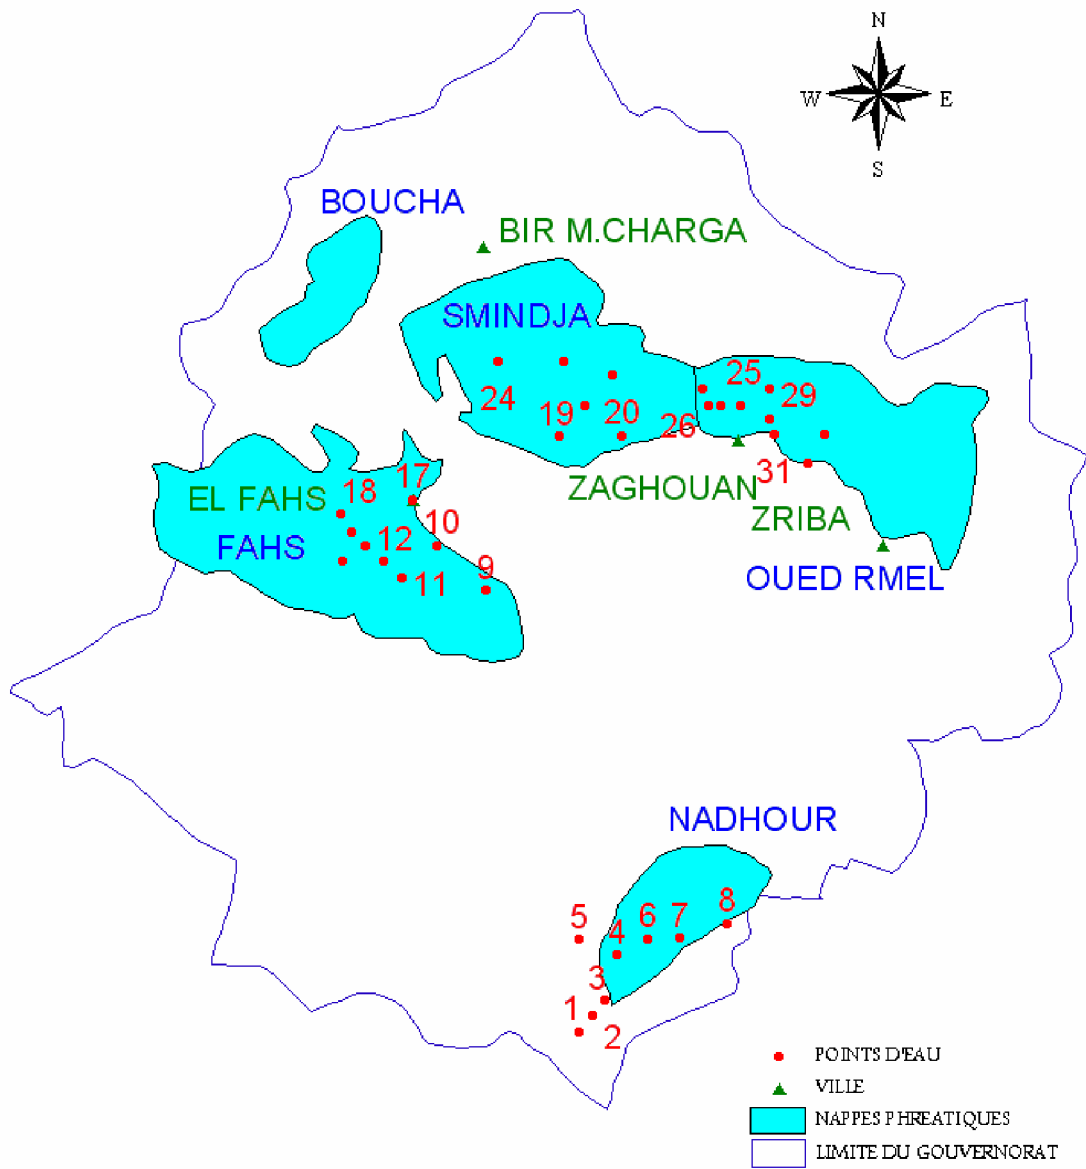 N
W E
S
BOUCHA
BIR M.CHARGA
SMINDJA
25
24
29
19
20
26
17
ZAGHOUAN
31
18
EL FAHS
ZRIBA
10
FAHS
12
9
11
OUED RMEL
NADHOUR
8
5
6
7
4
3
1
2
POINTS D'EAU
VILLE
NAPPES PHREATIQUES
LIMITE DU GOUVERNORAT